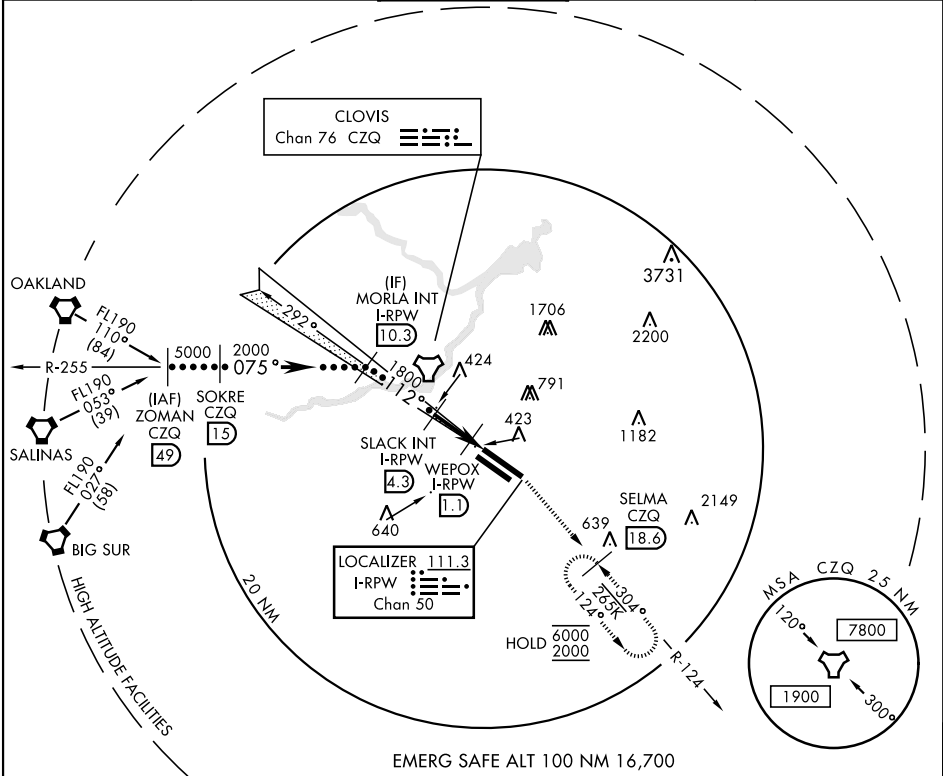 CLOVIS
Chan 76 CZQ
3731
OAKLAND
FL190
110°
(84)
(IF)
MORLA INT
I-RPW
10.3
292°
1706
2200
R-255
5000
2000
075°
1800
112°
424
791
FL190
053°
(39)
(IAF)
ZOMAN
CZQ
49
SOKRE
CZQ
15
423
1182
SALINAS
SLACK INT
I-RPW
4.3
WEPOX
I-RPW
1.1
FL190
027°
(58)
BIG SUR
640
SELMA
CZQ
18.6
639
2149
LOCALIZER 111.3
I-RPW
Chan 50
20 NM
304°
265K
124°
HOLD 6000
2000
R-124
HIGH ALTITUDE FACILITIES
MSA CZQ 25 NM
120°
7800
1900
300°
EMERG SAFE ALT 100 NM 16,700